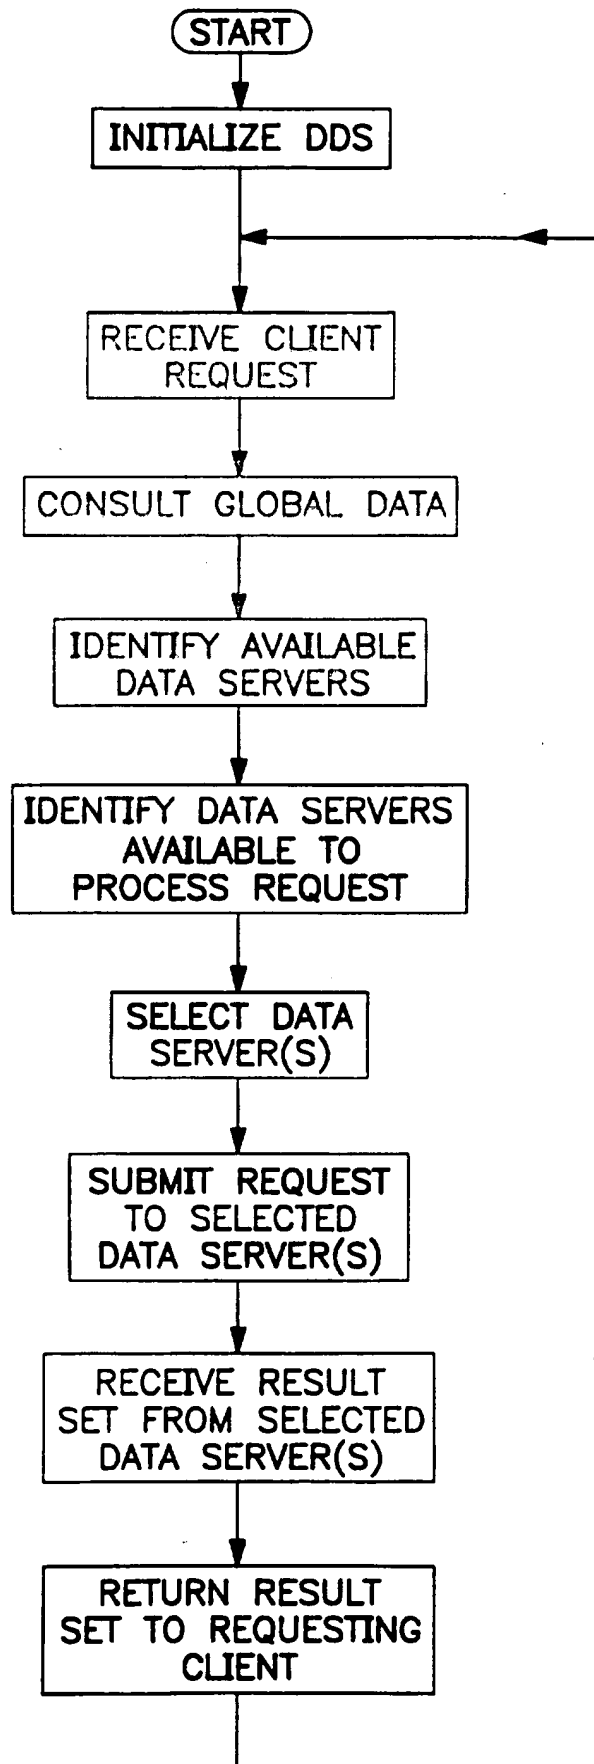 START
INITIALIZE DDS
RECEIVE CLIENT
REQUEST
CONSULT GLOBAL DATA
IDENTIFY AVAILABLE
DATA SERVERS
IDENTIFY DATA SERVERS
AVAILABLE TO
PROCESS REQUEST
SELECT DATA
SERVER(S)
SUBMIT REQUEST
TO SELECTED
DATA SERVER(S)
RECEIVE RESULT
SET FROM SELECTED
DATA SERVER(S)
RETURN RESULT
SET TO REQUESTING
CLIENT